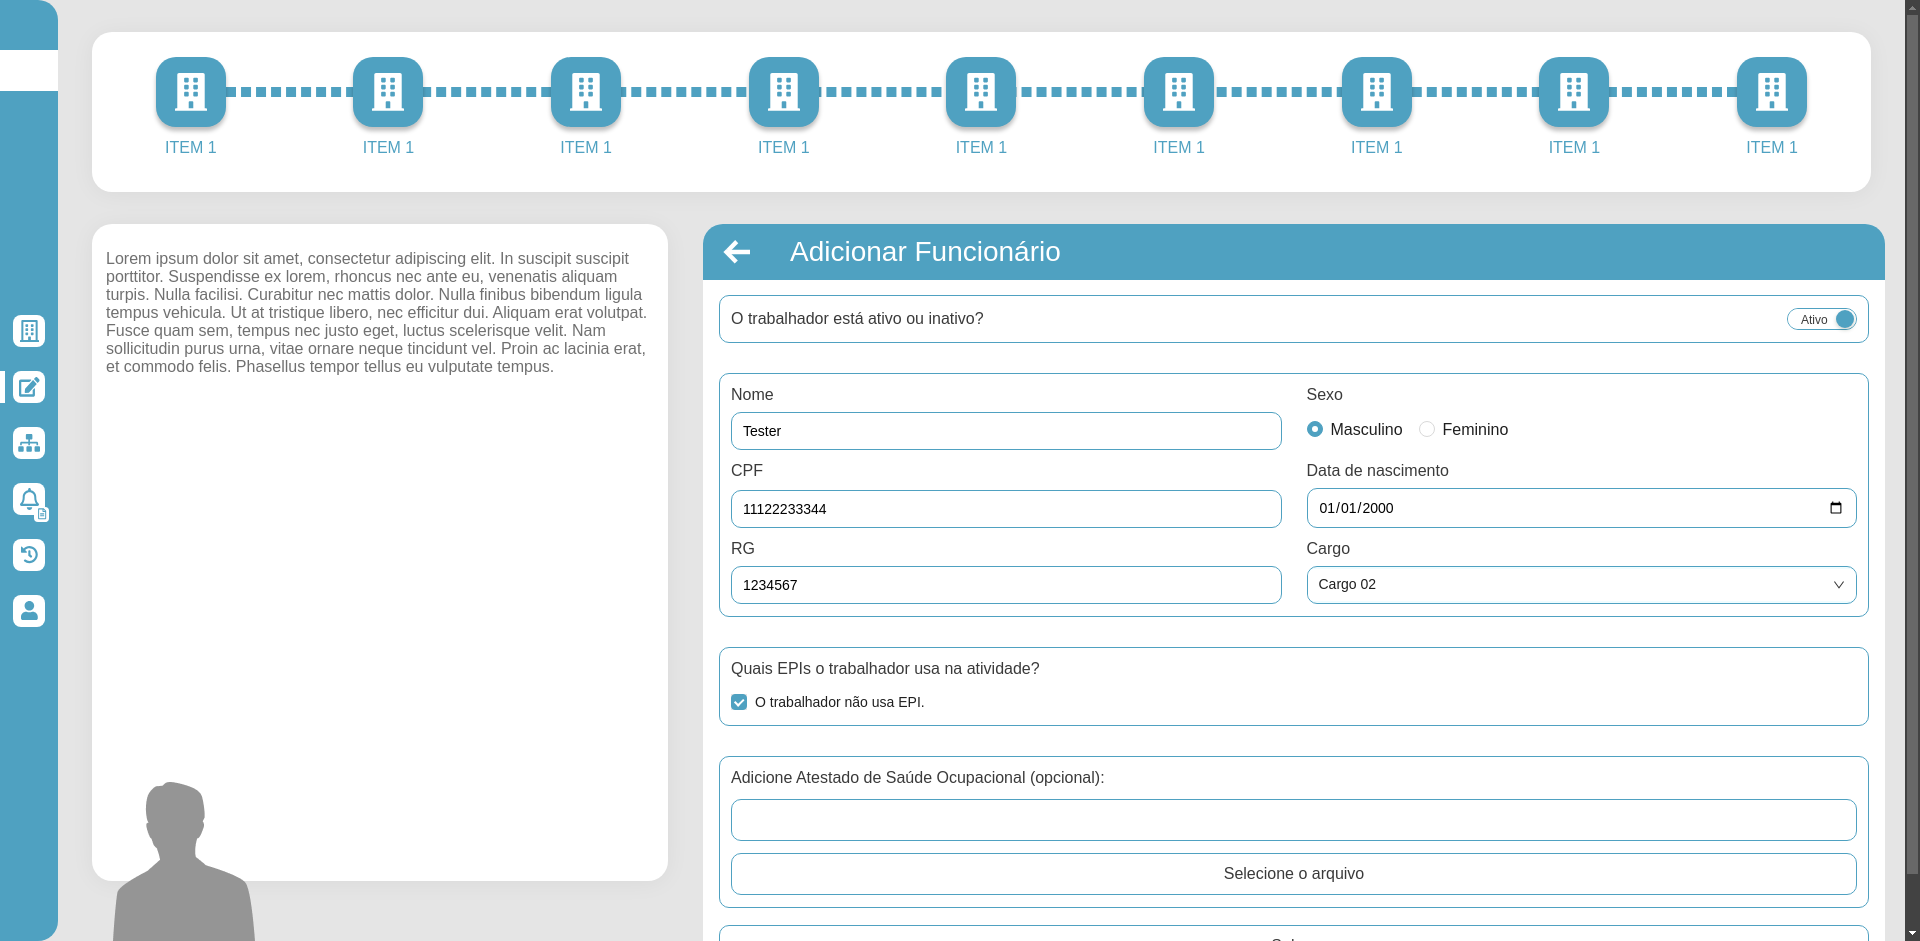 ITEM 1
ITEM 1
ITEM 1
ITEM 1
ITEM 1
ITEM 1
ITEM 1
ITEM 1
ITEM 1
Lorem ipsum dolor sit amet, consectetur adipiscing elit. In suscipit suscipit
porttitor. Suspendisse ex lorem, rhoncus nec ante eu, venenatis aliquam
turpis. Nulla facilisi. Curabitur nec mattis dolor. Nulla finibus bibendum ligula
tempus vehicula. Ut at tristique libero, nec efficitur dui. Aliquam erat volutpat.
Fusce quam sem, tempus nec justo eget, luctus scelerisque velit. Nam
sollicitudin purus urna, vitae ornare neque tincidunt vel. Proin ac lacinia erat,
et commodo felis. Phasellus tempor tellus eu vulputate tempus.
Adicionar Funcionário
O trabalhador está ativo ou inativo?
Ativo
Nome
Tester
Sexo
Masculino
Feminino
CPF
11122233344
Data de nascimento
01/01/2000
RG
1234567
Cargo
Cargo 02
Quais EPIs o trabalhador usa na atividade?
O trabalhador não usa EPI.
Adicione Atestado de Saúde Ocupacional (opcional):
Selecione o arquivo